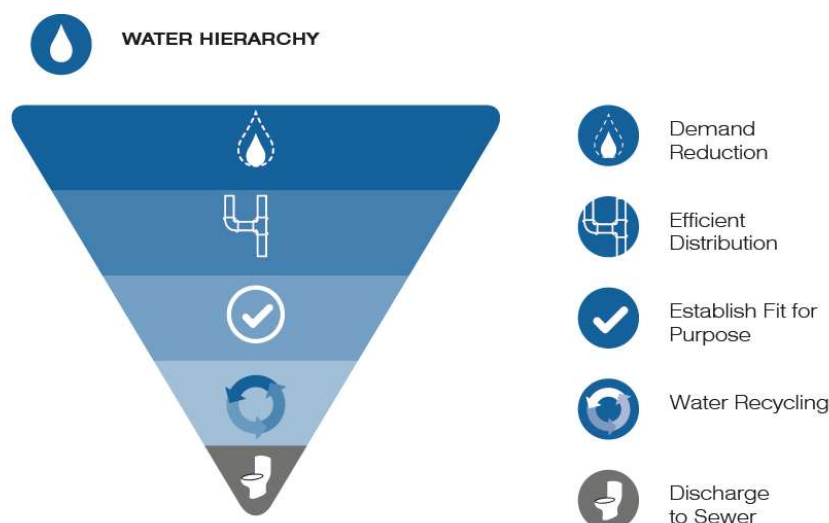 WATER HIERARCHY
Demand
Reduction
Efficient
Distribution
Establish Fit for
Purpose
Water Recycling
Discharge
to Sewer